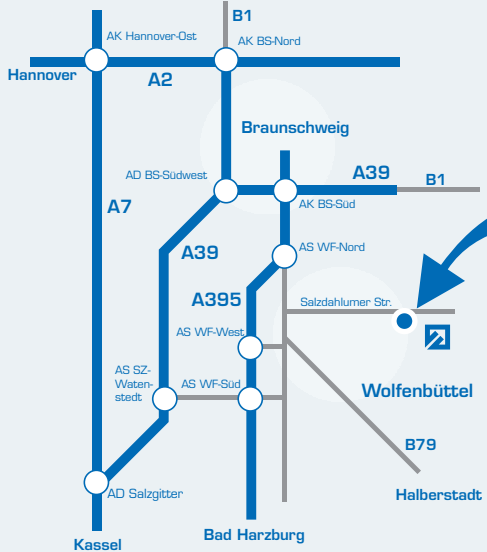 B1
AK Hannover-Ost
AK BS-Nord
Hannover
A2
Braunschweig
AD BS-Südwest
A39
B1
A7
AK BS-Süd
A39
AS WF-Nord
A395
Salzdahlumer Str.
AS WF-West
AS SZ-
Waten-
stedt
AS WF-Süd
Wolfenbüttel
B79
AD Salzgitter
Halberstadt
Bad Harzburg
Kassel